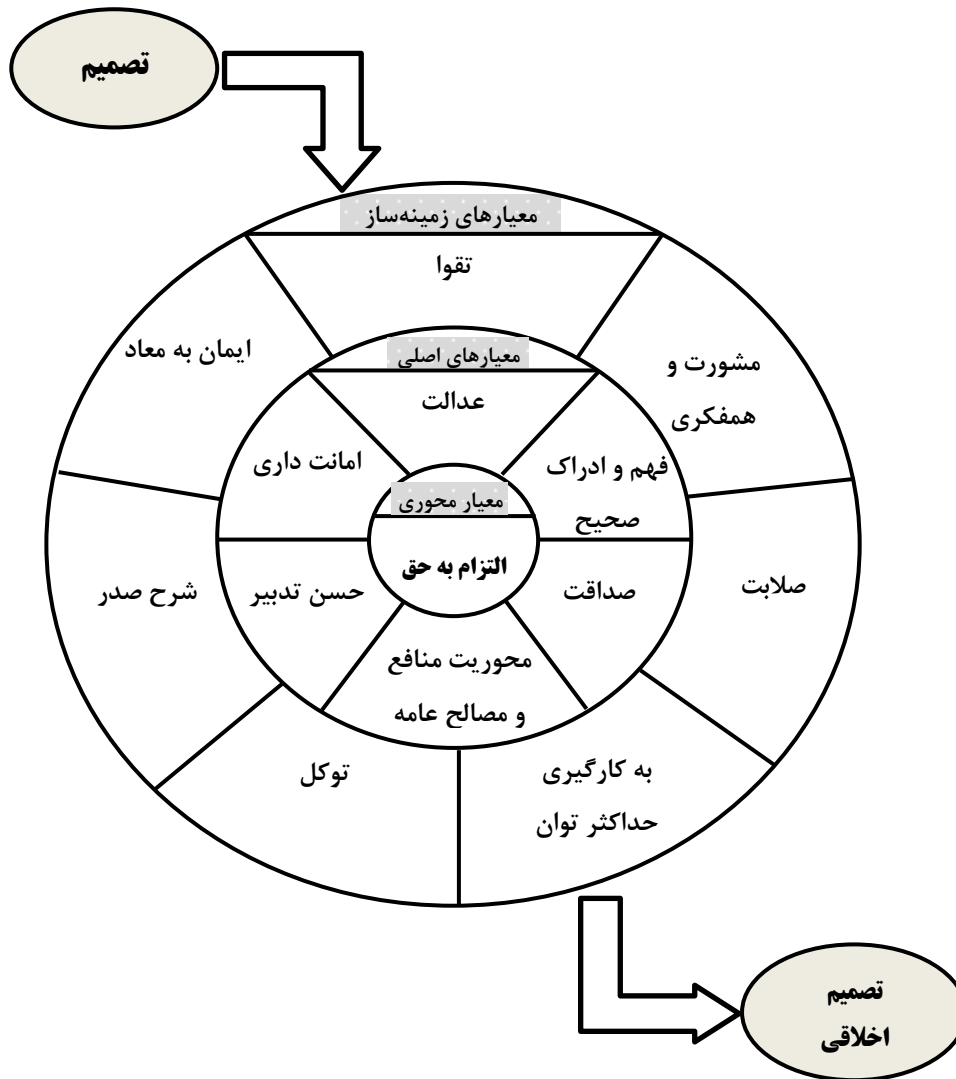 تصمیم
معیارهای زمینه‌ساز
تقوا
ایمان به معاد
مشورت و
همفکری
معیارهای اصلی
عدالت
امانت داری
فهم و ادراک
صحیح
معیار محوری
التزام به حق
شرح صدر
حسن تدبیر
صداقت
صلابت
محوریت منافع
و مصالح عامه
توکل
به کارگیری
حداکثر توان
تصمیم
اخلاقی